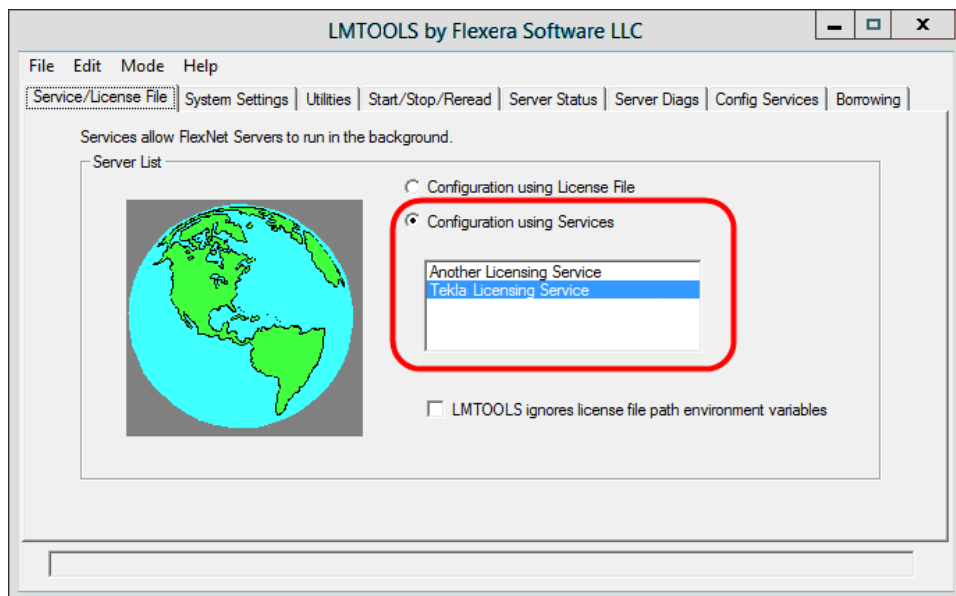 LMTOOLS by Flexera Software LLC
File Edit Mode Help
Service/License File System Settings Utilities Start/Stop/Reread Server Status Server Diags Config Services Borrowing
Services allow FlexNet Servers to run in the background.
Server List
Configuration using License File
Configuration using Services
Another Licensing Service
Tekla Licensing Service
LMTOOLS ignores license file path environment variables